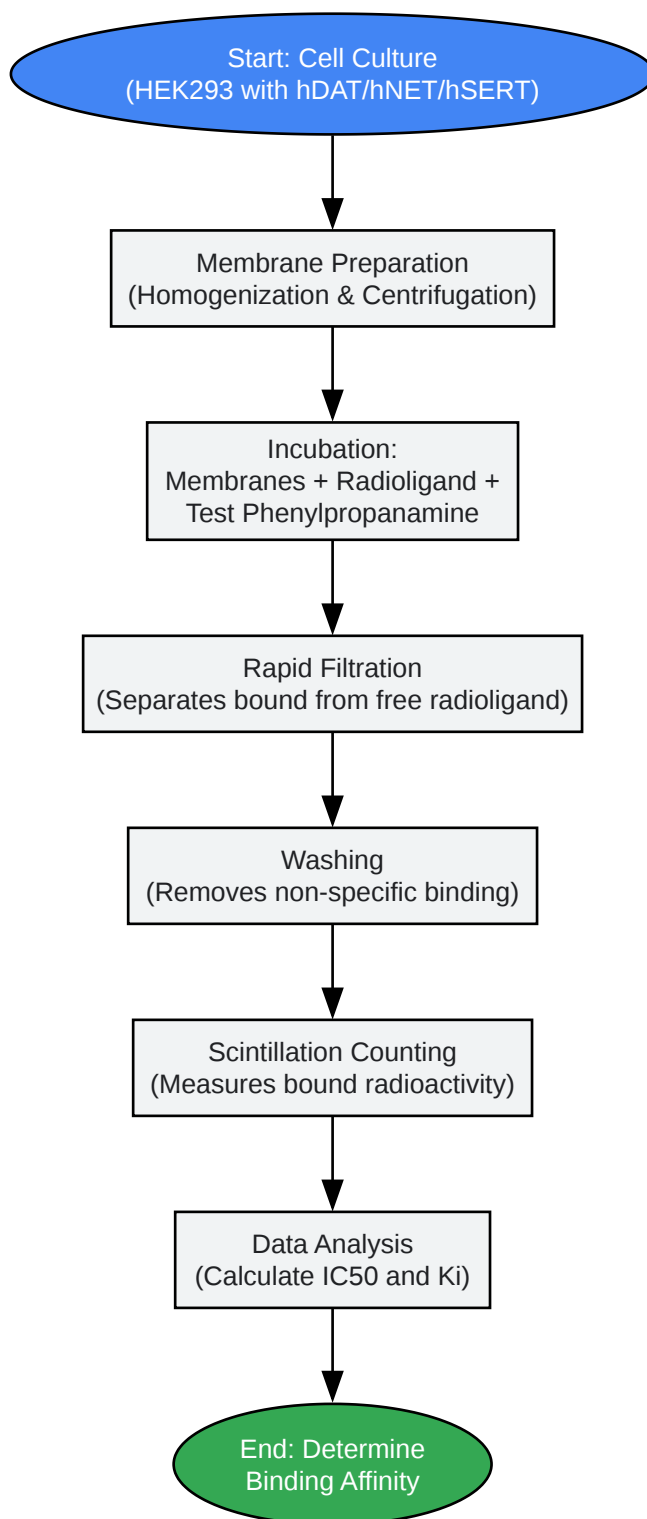 Start: Cell Culture
(HEK293 with hDAT/hNET/hSERT)
Membrane Preparation
(Homogenization & Centrifugation)
Incubation:
Membranes + Radioligand +
Test Phenylpropanamine
Rapid Filtration
(Separates bound from free radioligand)
Washing
(Removes non-specific binding)
Scintillation Counting
(Measures bound radioactivity)
Data Analysis
(Calculate IC50 and Ki)
End: Determine
Binding Affinity